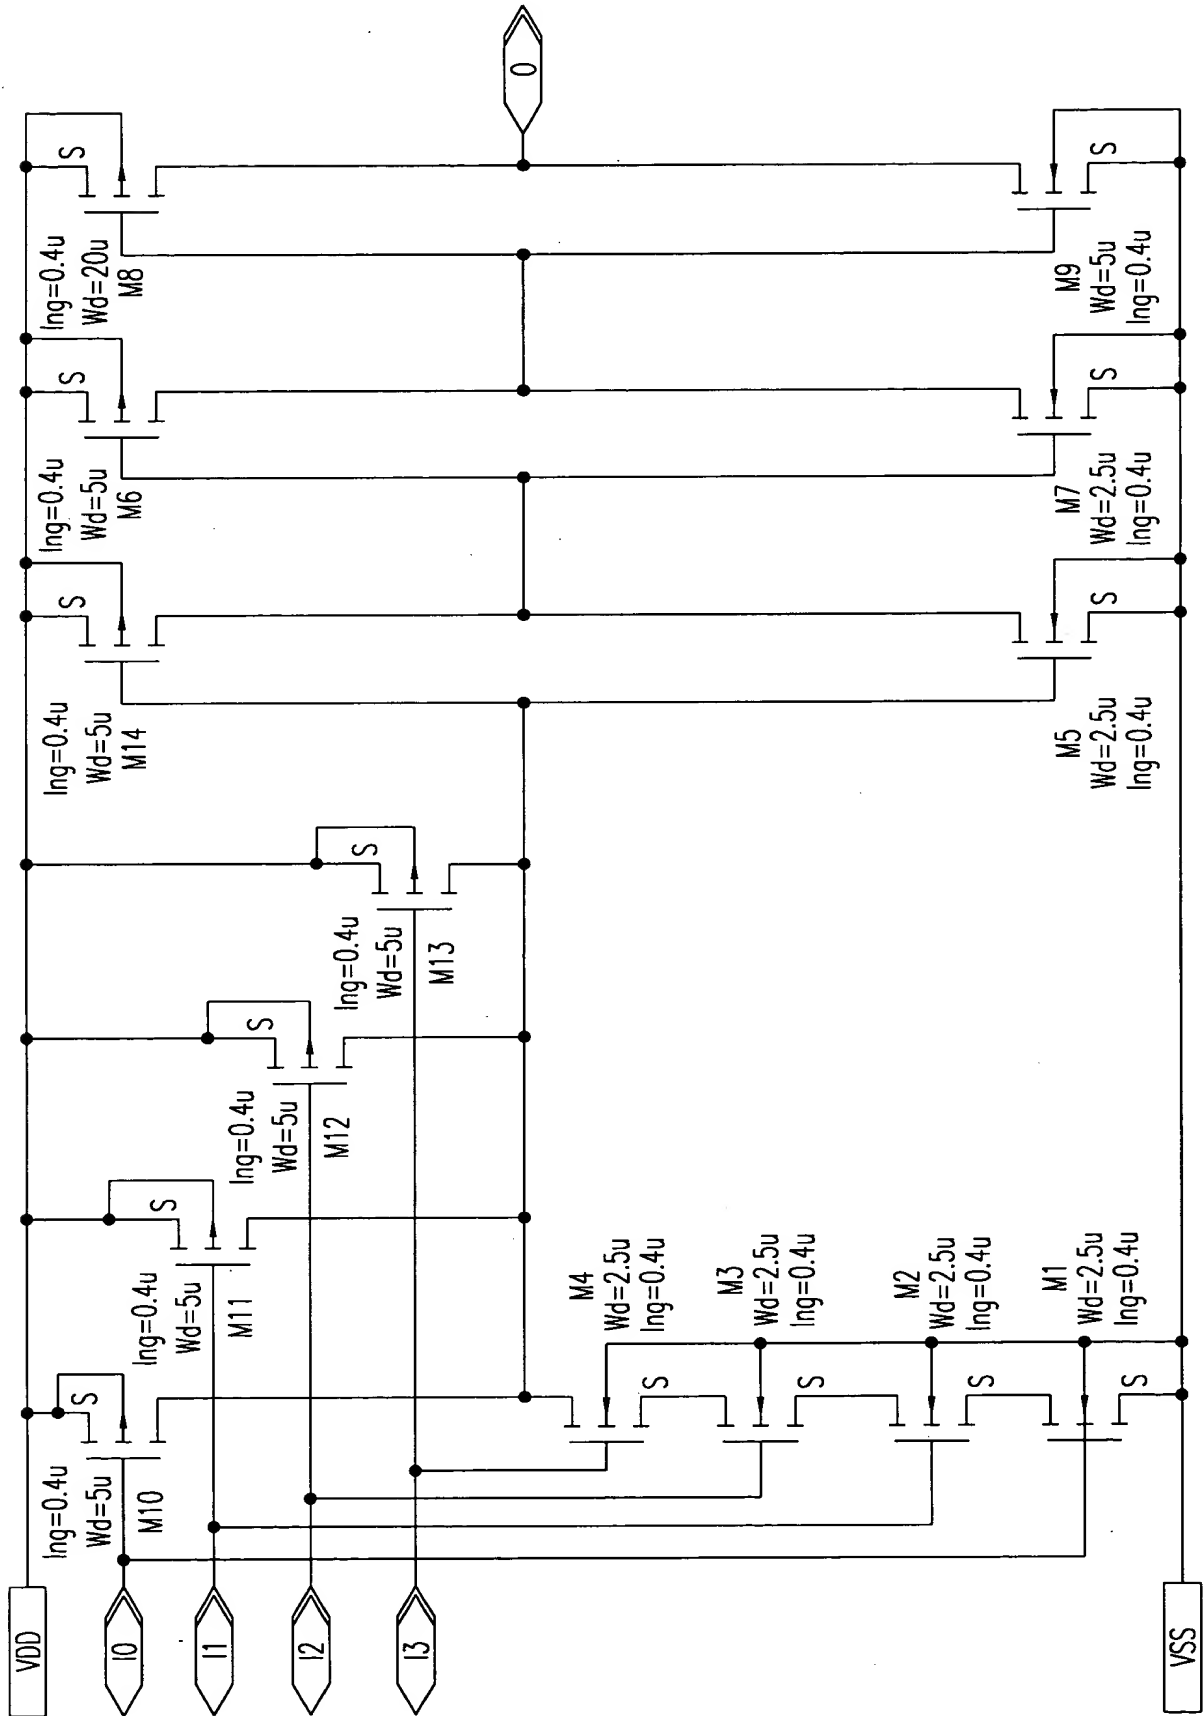 VDD
I0
I1
I2
I3
VSS
lng=0.4u
Wd=5u
M10
S
lng=0.4u
Wd=5u
M11
S
lng=0.4u
Wd=5u
M12
S
lng=0.4u
Wd=5u
M13
S
M4
Wd=2.5u
lng=0.4u
S
M3
Wd=2.5u
lng=0.4u
S
M2
Wd=2.5u
lng=0.4u
S
M1
Wd=2.5u
lng=0.4u
S
lng=0.4u
Wd=5u
M14
S
M5
Wd=2.5u
lng=0.4u
S
lng=0.4u
Wd=5u
M6
S
M7
Wd=2.5u
lng=0.4u
S
lng=0.4u
Wd=20u
M8
S
M9
Wd=5u
lng=0.4u
S
O